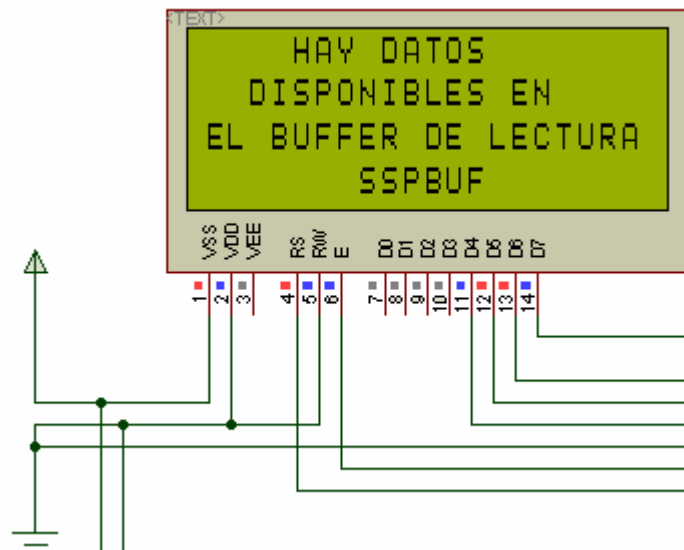 <TEXT>
HAY DATOS
DISPONIBLES EN
EL BUFFER DE LECTURA
SSPBUF
VSS VDD VEE RS RW E D0 D1 D2 D3 D4 D5 D6 D7
1 2 3 4 5 6 7 8 9 10 11 12 13 14